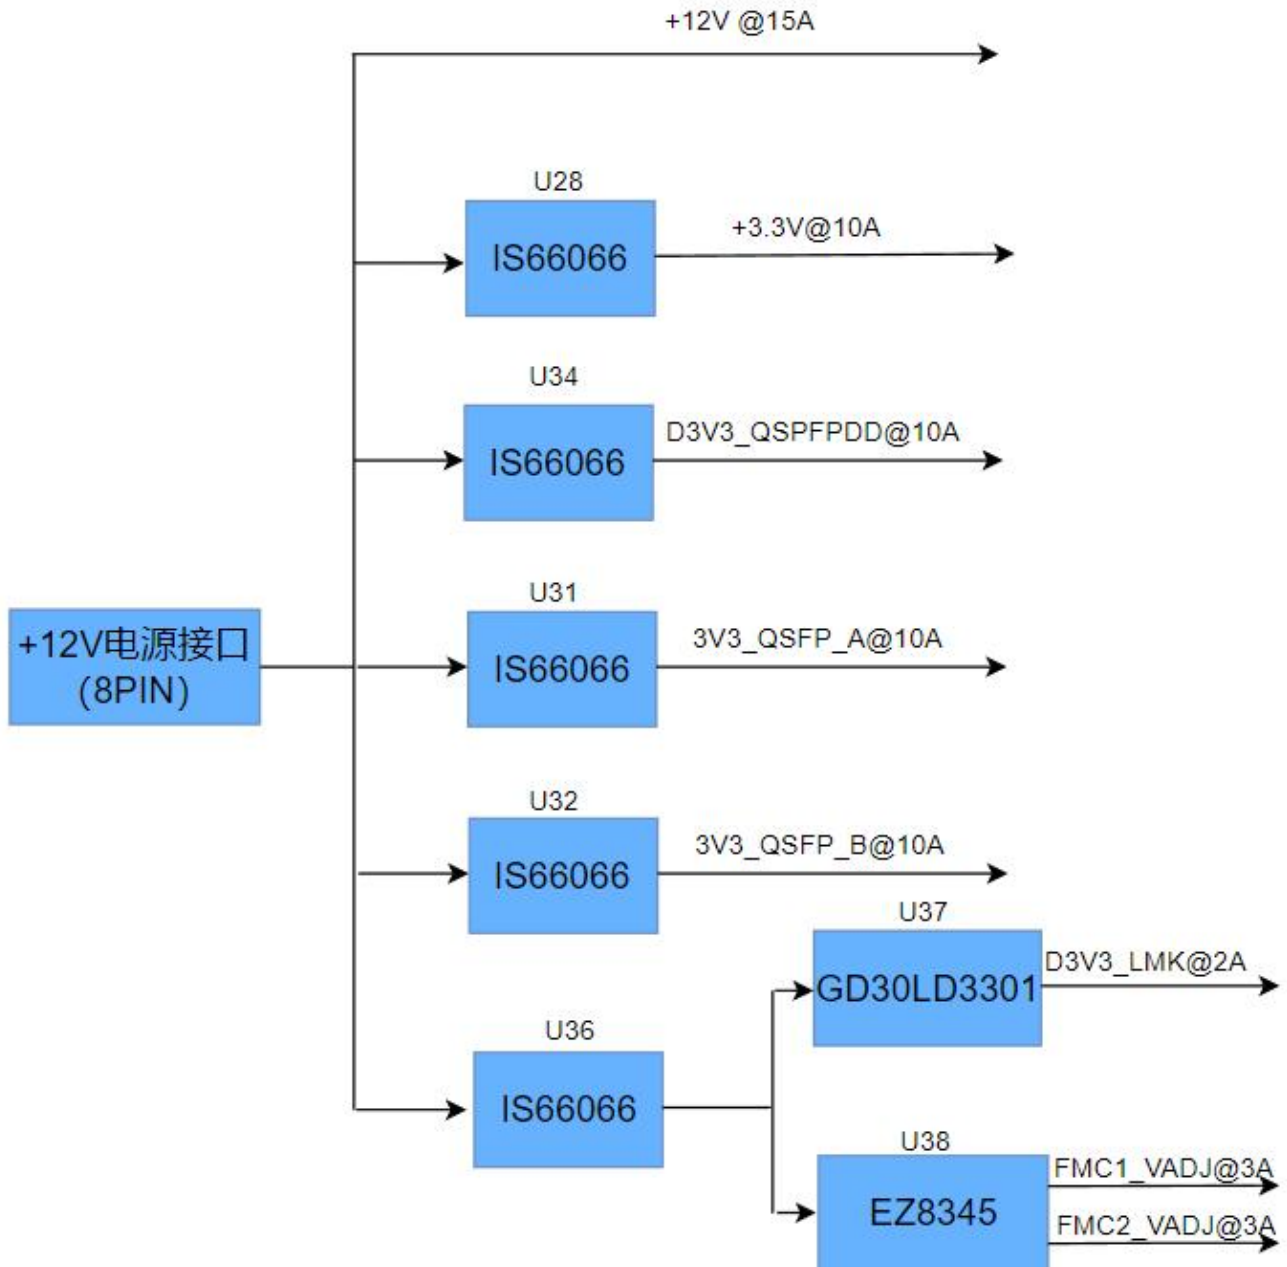 +12V @15A
U28
IS66066
+3.3V@10A
U34
IS66066
D3V3_QSPFPDD@10A
U31
IS66066
3V3_QSFP_A@10A
+12V电源接口
(8PIN)
U32
IS66066
3V3_QSFP_B@10A
U37
GD30LD3301
D3V3_LMK@2A
U36
IS66066
U38
EZ8345
FMC1_VADJ@3A
FMC2_VADJ@3A